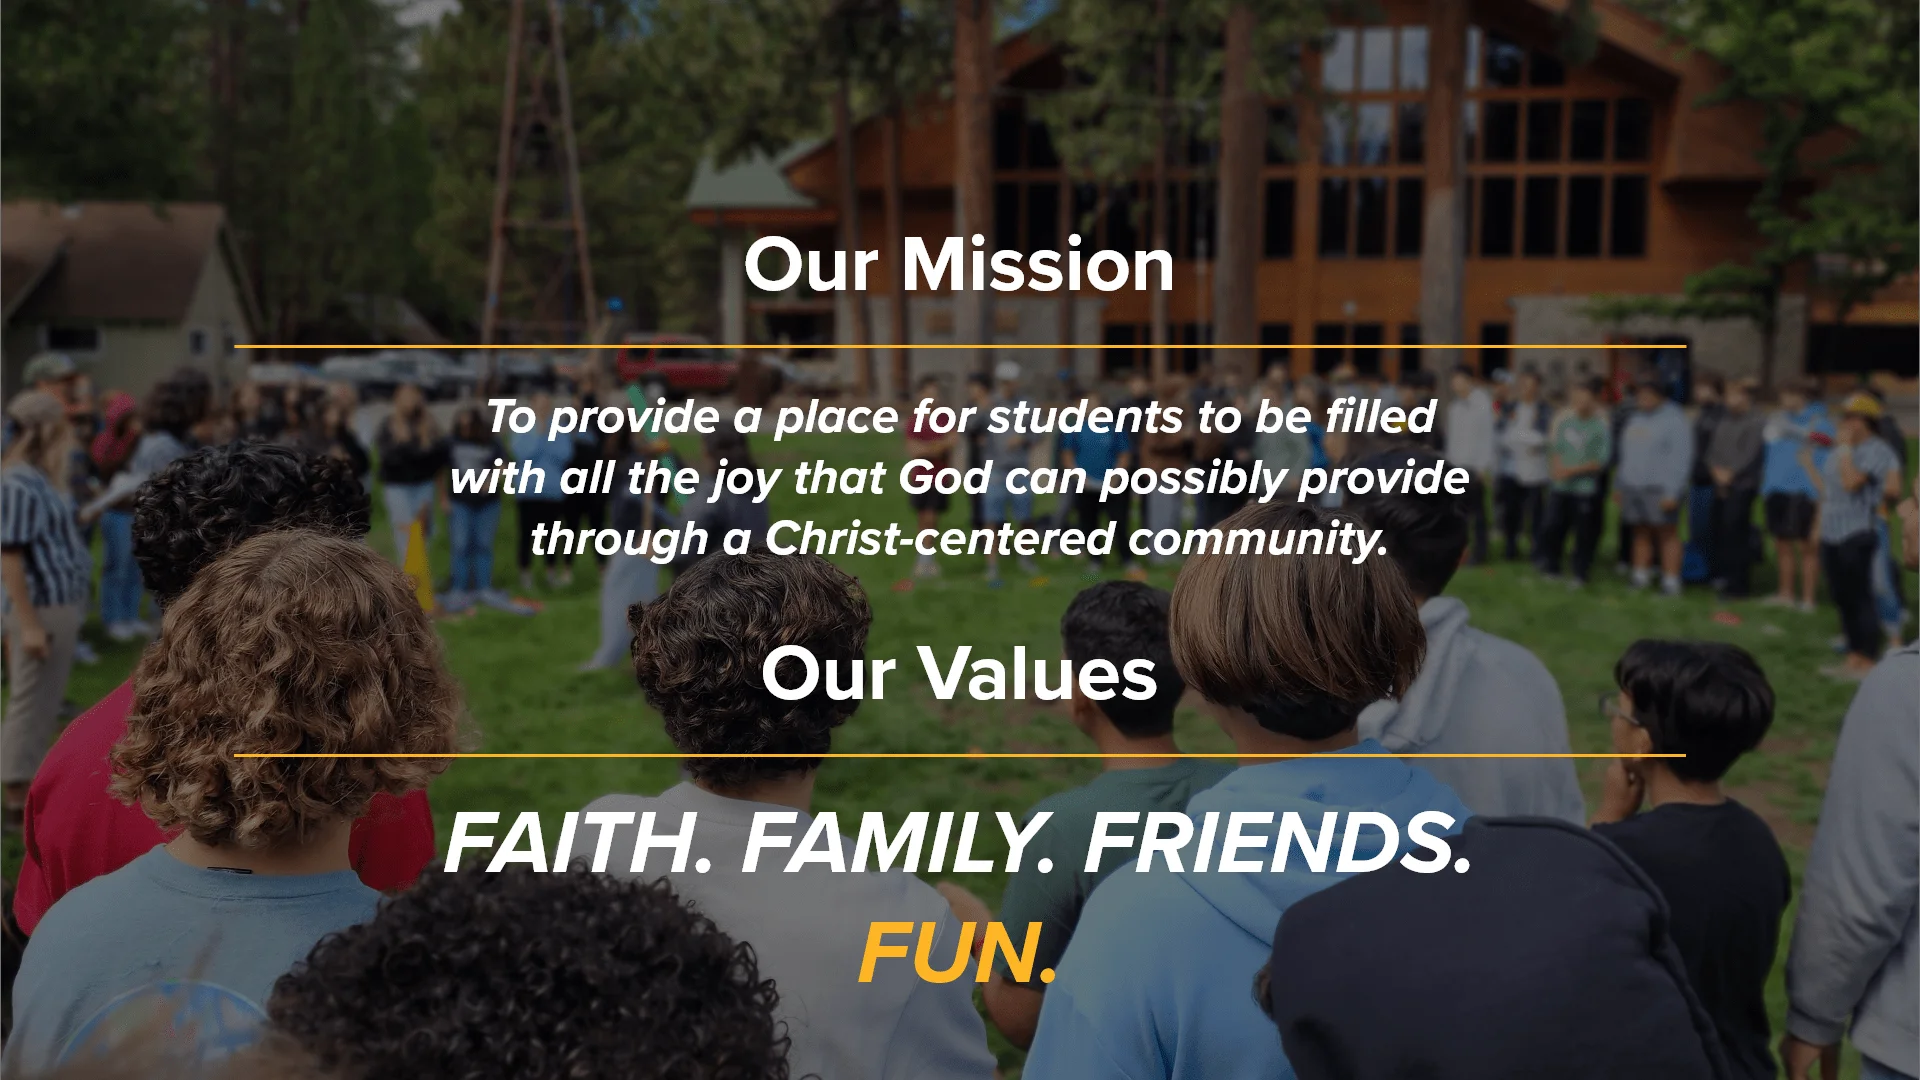 Our Mission
To provide a place for students to be filled
with all the joy that God can possibly provide
through a Christ-centered community.
Our Values
FAITH. FAMILY. FRIENDS.
FUN.